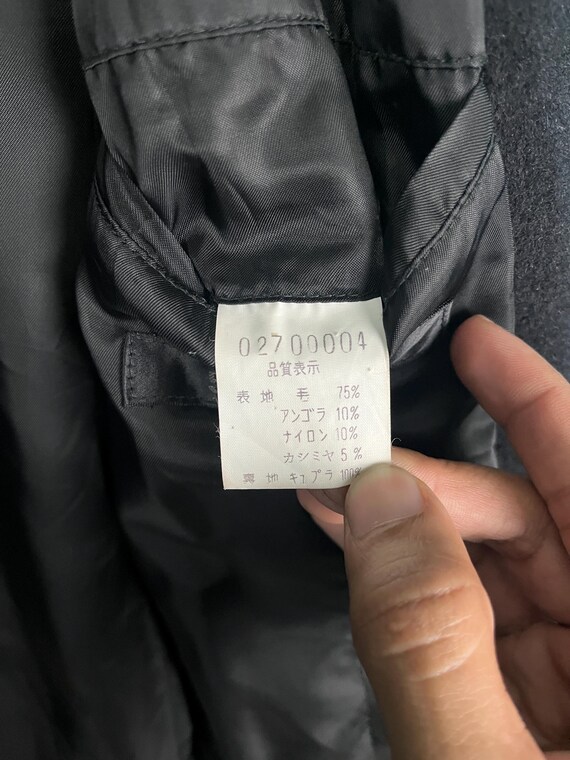 02700004
品質表示
表地 毛 75%
アンゴラ 10%
ナイロン 10%
カシミヤ 5%
裏地 キュプラ 100%